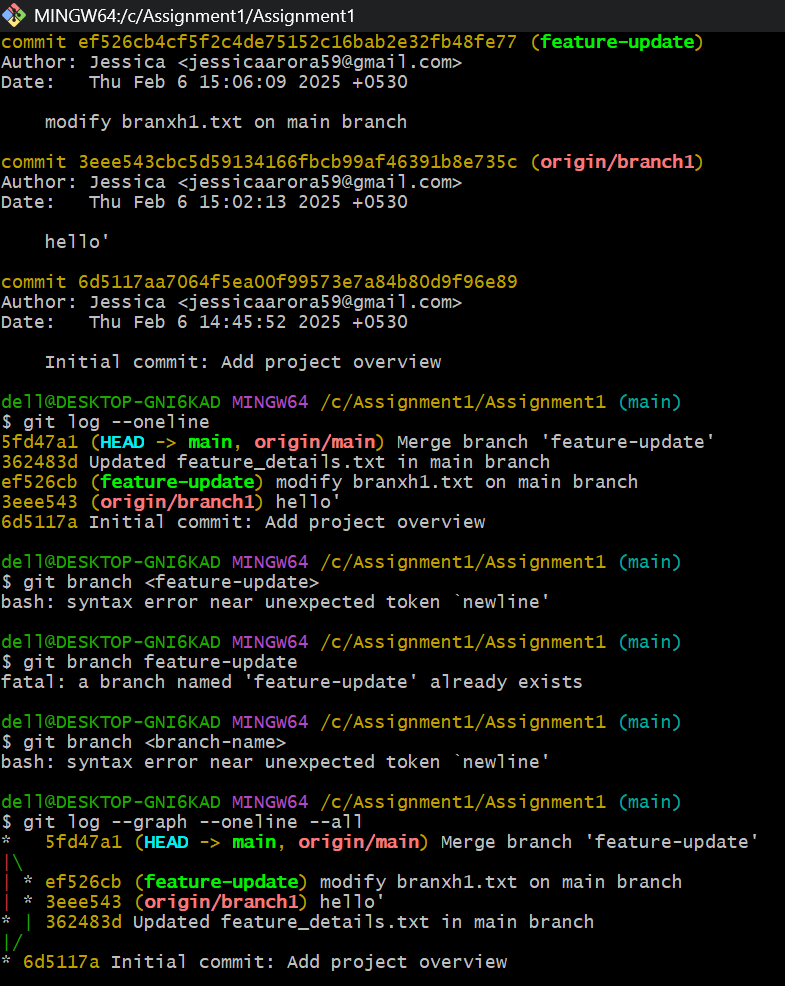 MINGW64:/c/Assignment1/Assignment1
commit ef526cb4cf5f2c4de75152c16bab2e32fb48fe77 (feature-update)
Author: Jessica <jessicaarora59@gmail.com>
Date:   Thu Feb 6 15:06:09 2025 +0530
    modify branxh1.txt on main branch
commit 3eee543cbc5d59134166fbcb99af46391b8e735c (origin/branch1)
Author: Jessica <jessicaarora59@gmail.com>
Date:   Thu Feb 6 15:02:13 2025 +0530
    hello'
commit 6d5117aa7064f5ea00f99573e7a84b80d9f96e89
Author: Jessica <jessicaarora59@gmail.com>
Date:   Thu Feb 6 14:45:52 2025 +0530
    Initial commit: Add project overview
dell@DESKTOP-GNI6KAD MINGW64 /c/Assignment1/Assignment1 (main)
$ git log --oneline
5fd47a1 (HEAD -> main, origin/main) Merge branch 'feature-update'
362483d Updated feature_details.txt in main branch
ef526cb (feature-update) modify branxh1.txt on main branch
3eee543 (origin/branch1) hello'
6d5117a Initial commit: Add project overview
dell@DESKTOP-GNI6KAD MINGW64 /c/Assignment1/Assignment1 (main)
$ git branch <feature-update>
bash: syntax error near unexpected token `newline'
dell@DESKTOP-GNI6KAD MINGW64 /c/Assignment1/Assignment1 (main)
$ git branch feature-update
fatal: a branch named 'feature-update' already exists
dell@DESKTOP-GNI6KAD MINGW64 /c/Assignment1/Assignment1 (main)
$ git branch <branch-name>
bash: syntax error near unexpected token `newline'
dell@DESKTOP-GNI6KAD MINGW64 /c/Assignment1/Assignment1 (main)
$ git log --graph --oneline --all
*   5fd47a1 (HEAD -> main, origin/main) Merge branch 'feature-update'
|\
| * ef526cb (feature-update) modify branxh1.txt on main branch
| * 3eee543 (origin/branch1) hello'
* | 362483d Updated feature_details.txt in main branch
|/
* 6d5117a Initial commit: Add project overview